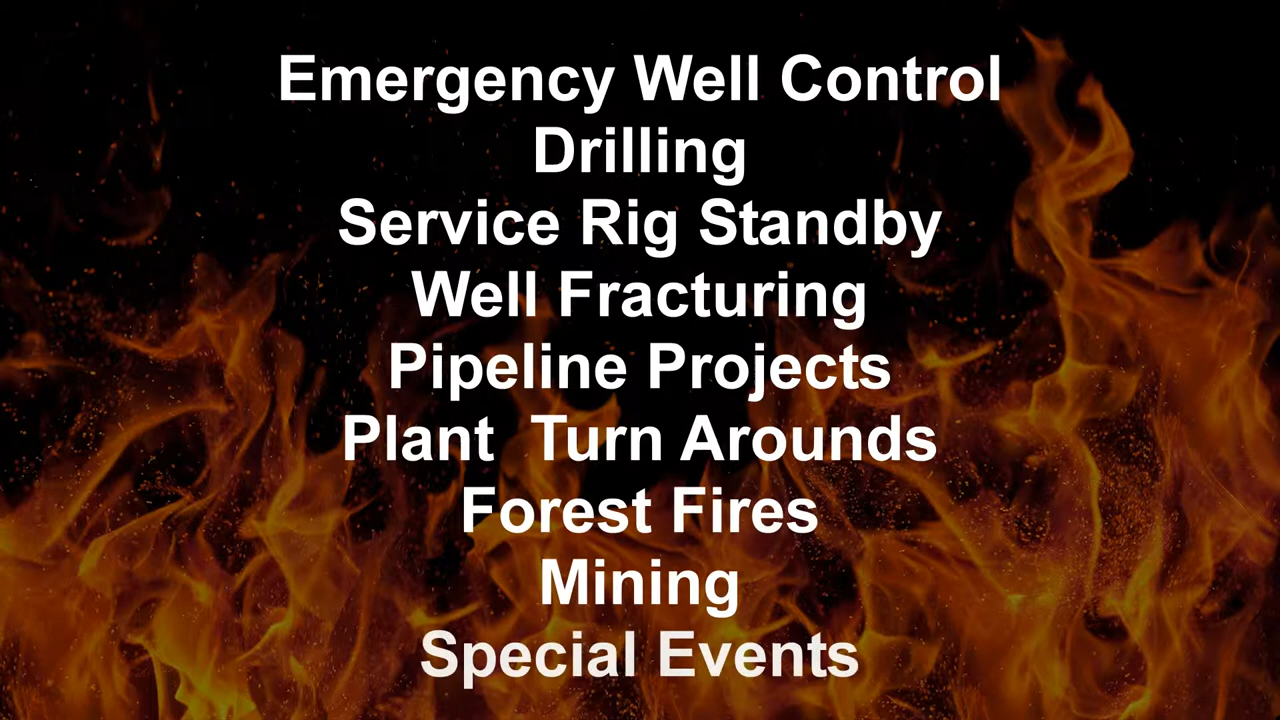 Emergency Well Control
Drilling
Service Rig Standby
Well Fracturing
Pipeline Projects
Plant  Turn Arounds
Forest Fires
Mining
Special Events